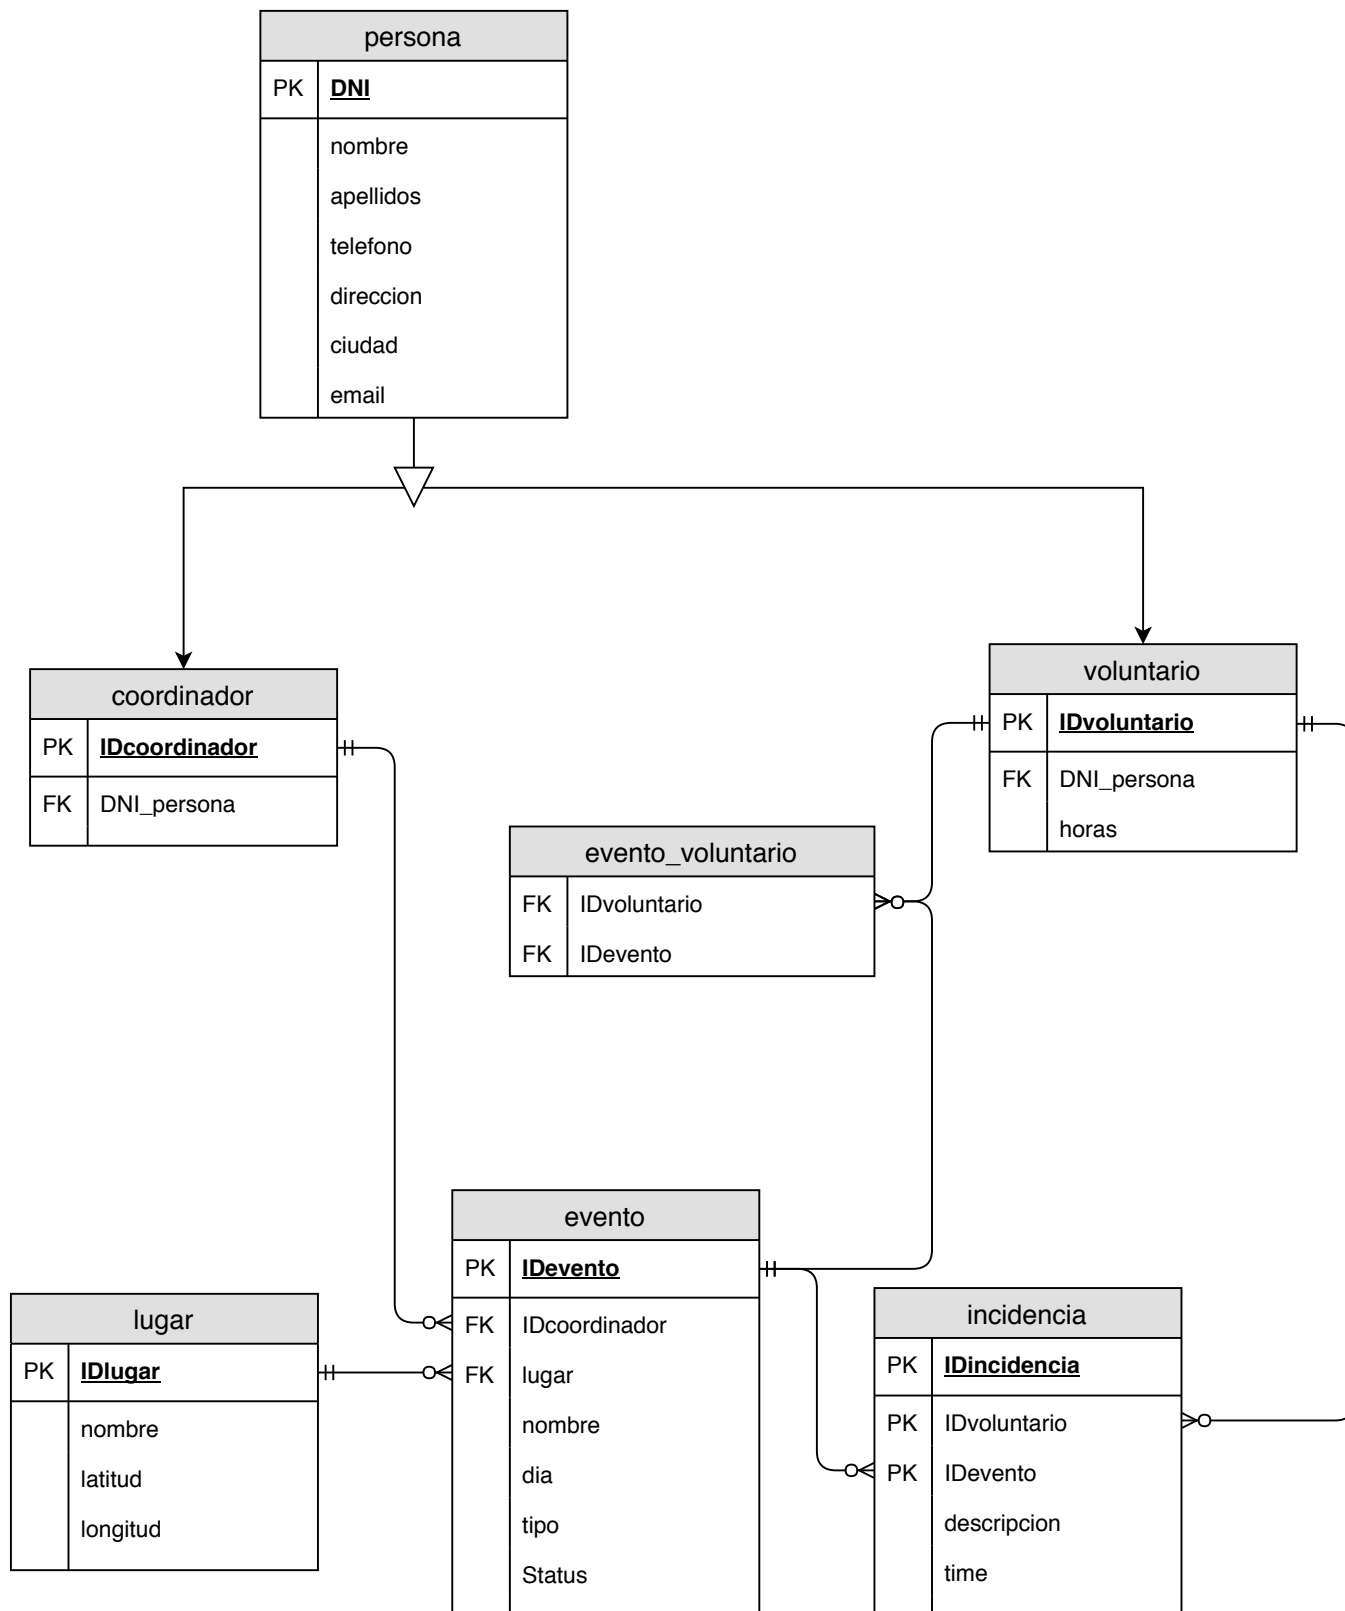 persona
PK DNI
nombre
apellidos
telefono
direccion
ciudad
email
coordinador
PK IDcoordinador
FK DNI_persona
voluntario
PK IDvoluntario
FK DNI_persona
horas
evento_voluntario
FK IDvoluntario
FK IDevento
evento
PK IDevento
FK IDcoordinador
FK lugar
nombre
dia
tipo
Status
lugar
PK IDlugar
nombre
latitud
longitud
incidencia
PK IDincidencia
PK IDvoluntario
PK IDevento
descripcion
time